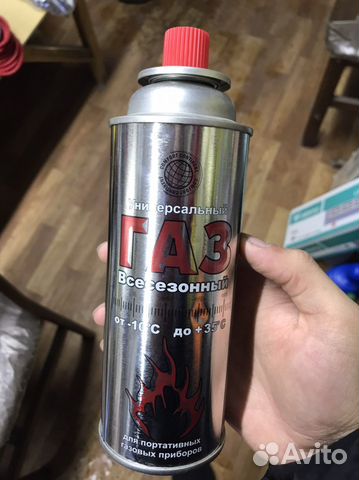 Универсальный
ГАЗ
Всесезонный
от -10°С до +35°С
для портативных
газовых приборов
Avito